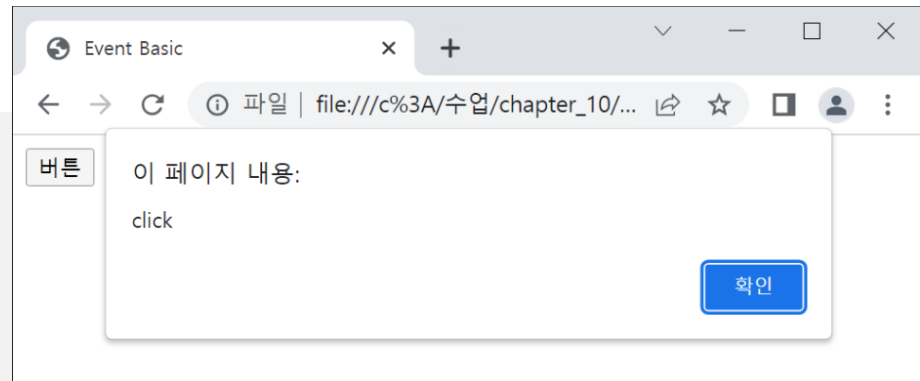 Event Basic
파일 | file:///c%3A/수업/chapter_10/...
버튼
이 페이지 내용:
click
확인